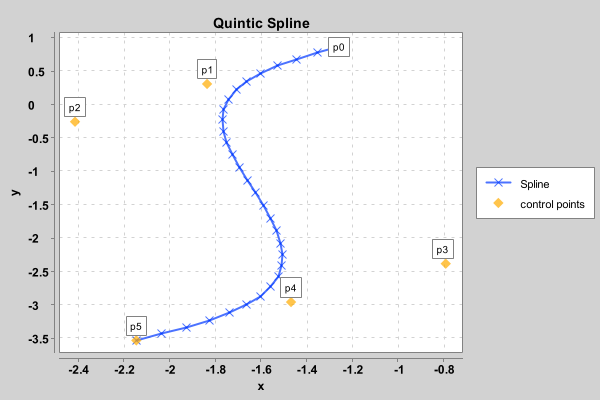 Quintic Spline
1
0.5
0
-0.5
-1
-1.5
-2
-2.5
-3
-3.5
y
p0
p1
p2
p3
p4
p5
-2.4
-2.2
-2
-1.8
-1.6
-1.4
-1.2
-1
-0.8
x
Spline
control points